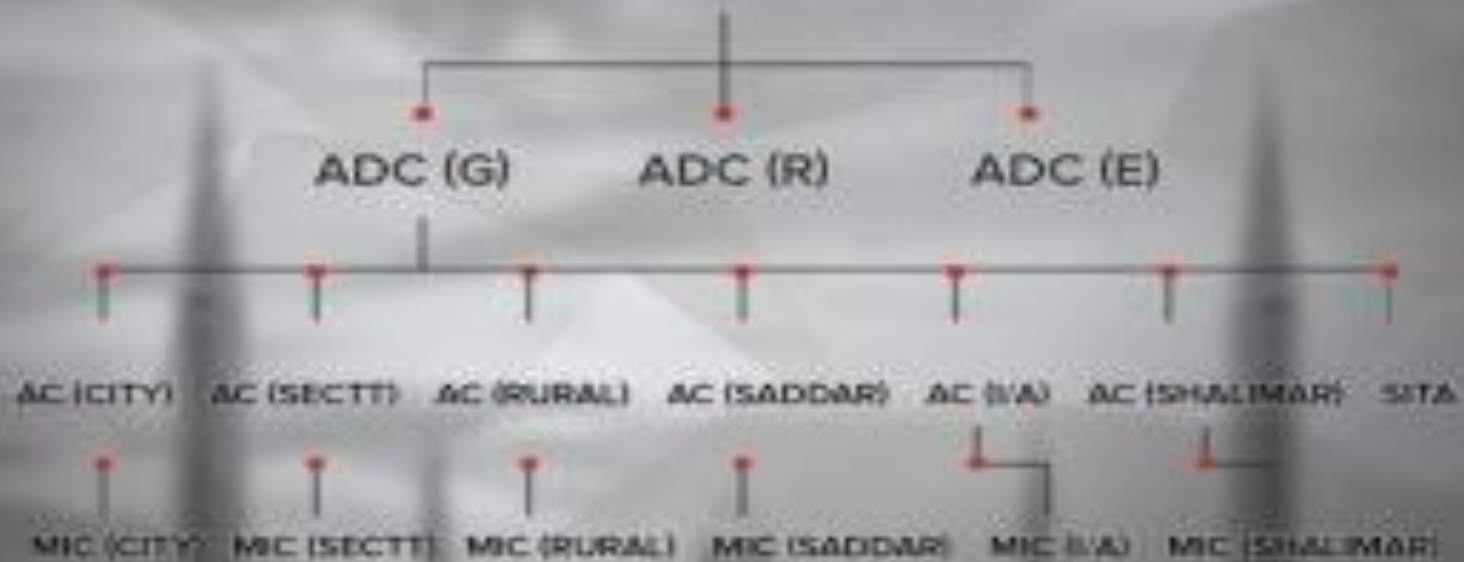 ADC (G) ADC (R) ADC (E)
AC (CITY) AC (SECTT) AC (RURAL) AC (SADDAR) AC (I/A) AC (SHALIMAR) SITA
MIC (CITY) MIC (SECTT) MIC (RURAL) MIC (SADDAR) MIC (I/A) MIC (SHALIMAR)